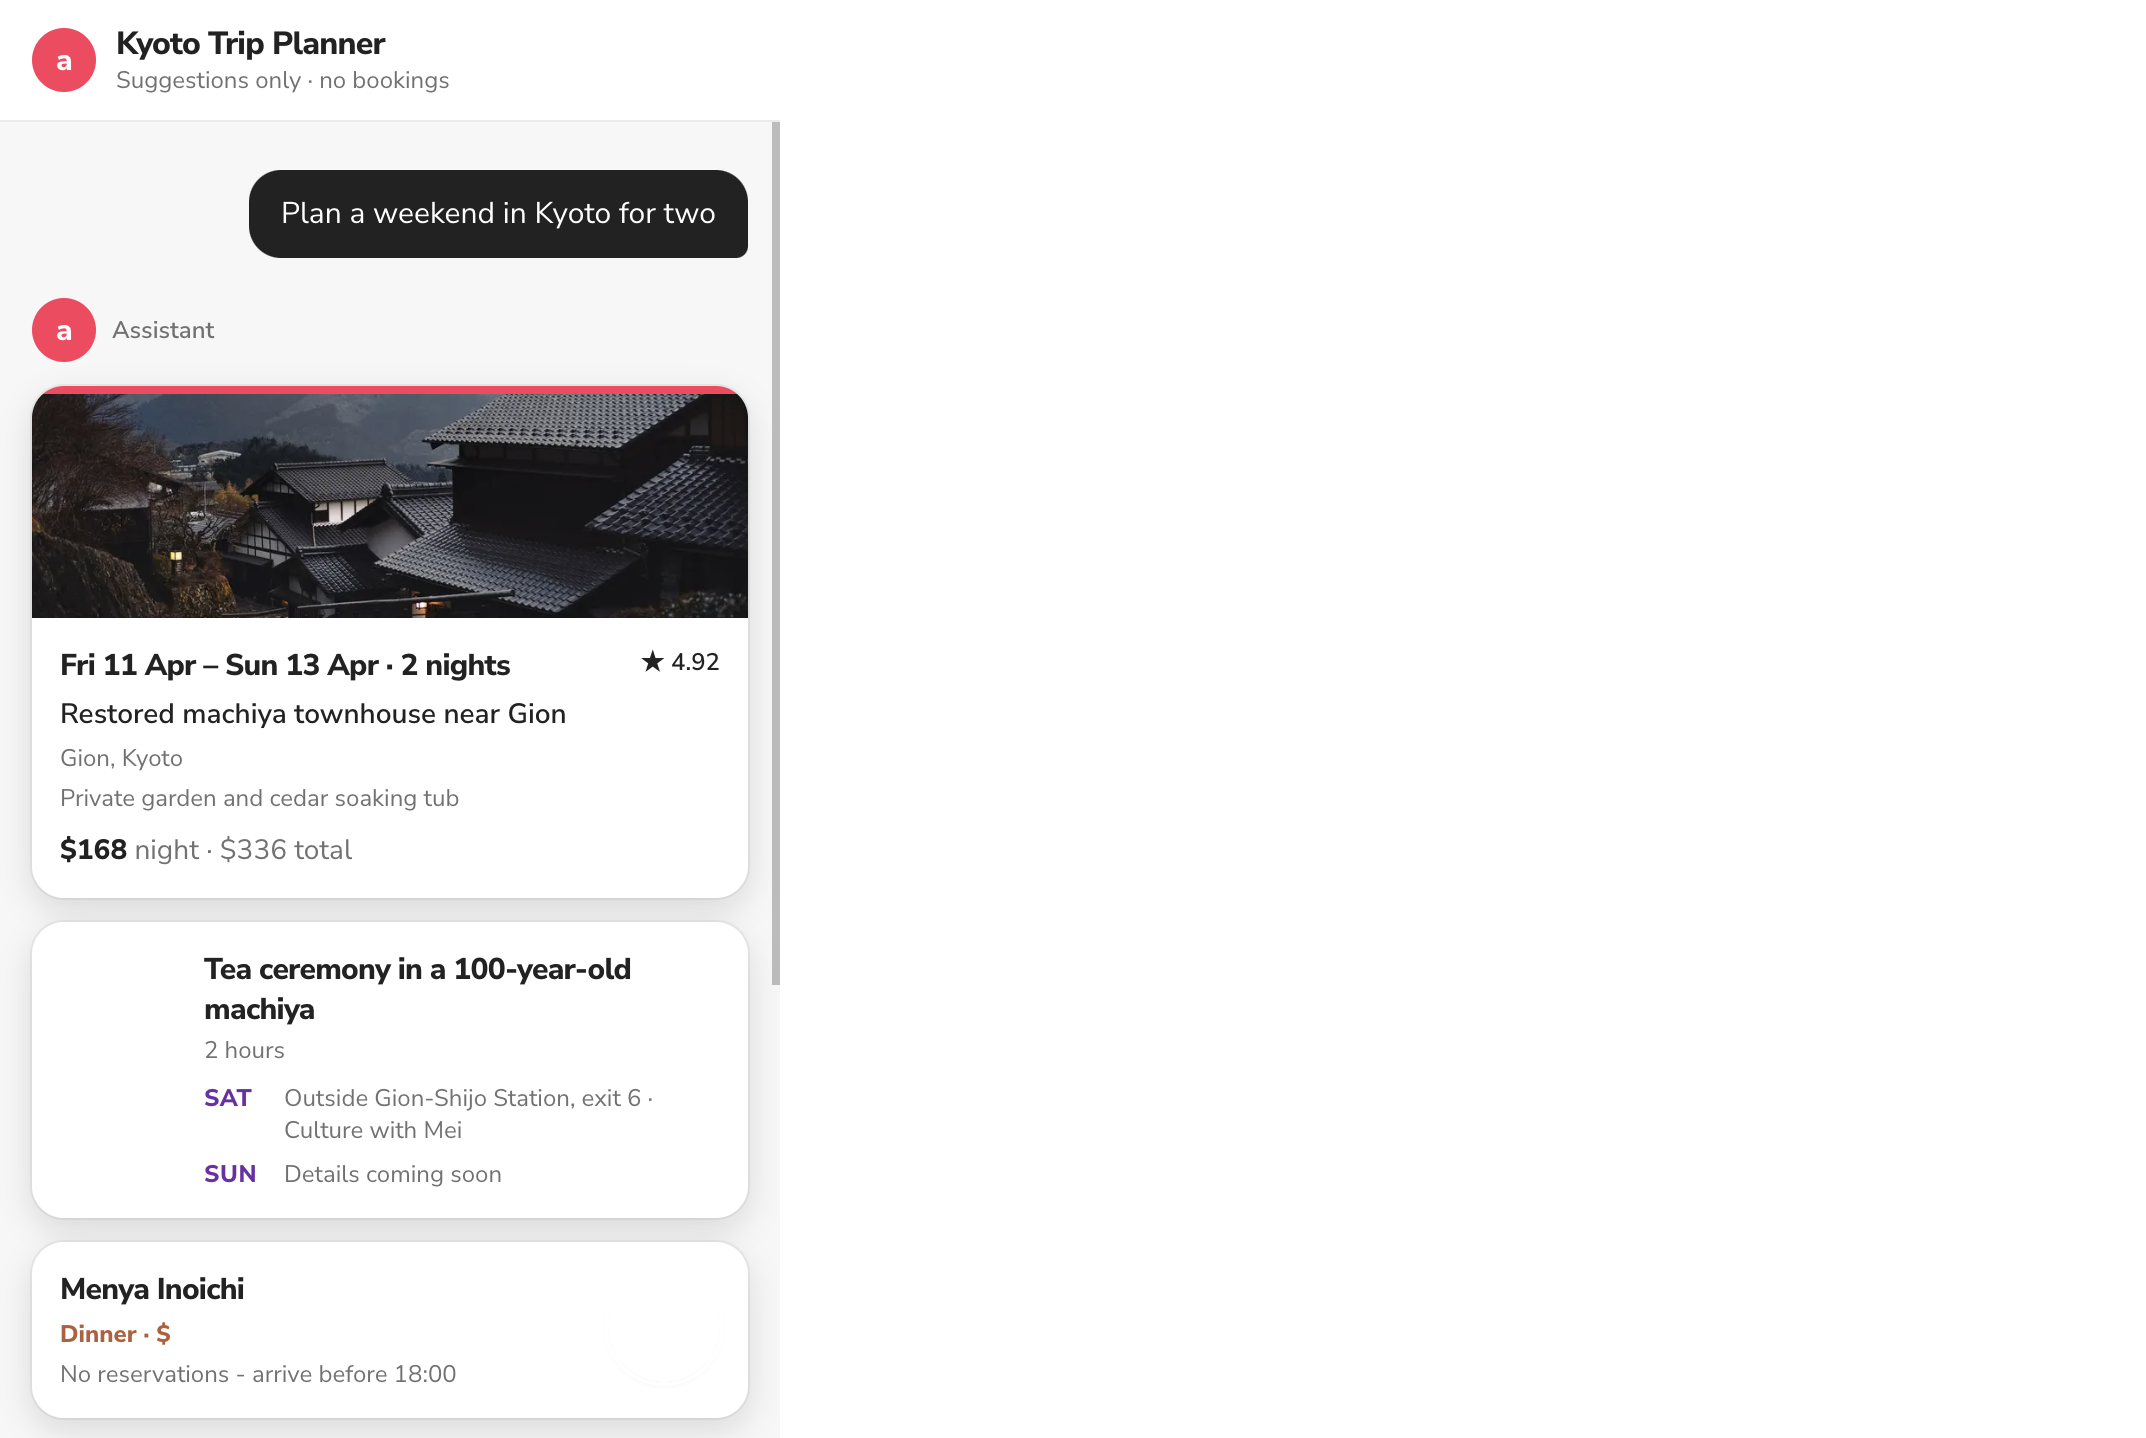 a
Kyoto Trip Planner
Suggestions only · no bookings
Plan a weekend in Kyoto for two
a
Assistant
Fri 11 Apr – Sun 13 Apr · 2 nights
★ 4.92
Restored machiya townhouse near Gion
Gion, Kyoto
Private garden and cedar soaking tub
$168 night · $336 total
Tea ceremony in a 100-year-old
machiya
2 hours
SAT Outside Gion-Shijo Station, exit 6 ·
Culture with Mei
SUN Details coming soon
Menya Inoichi
Dinner · $
No reservations - arrive before 18:00